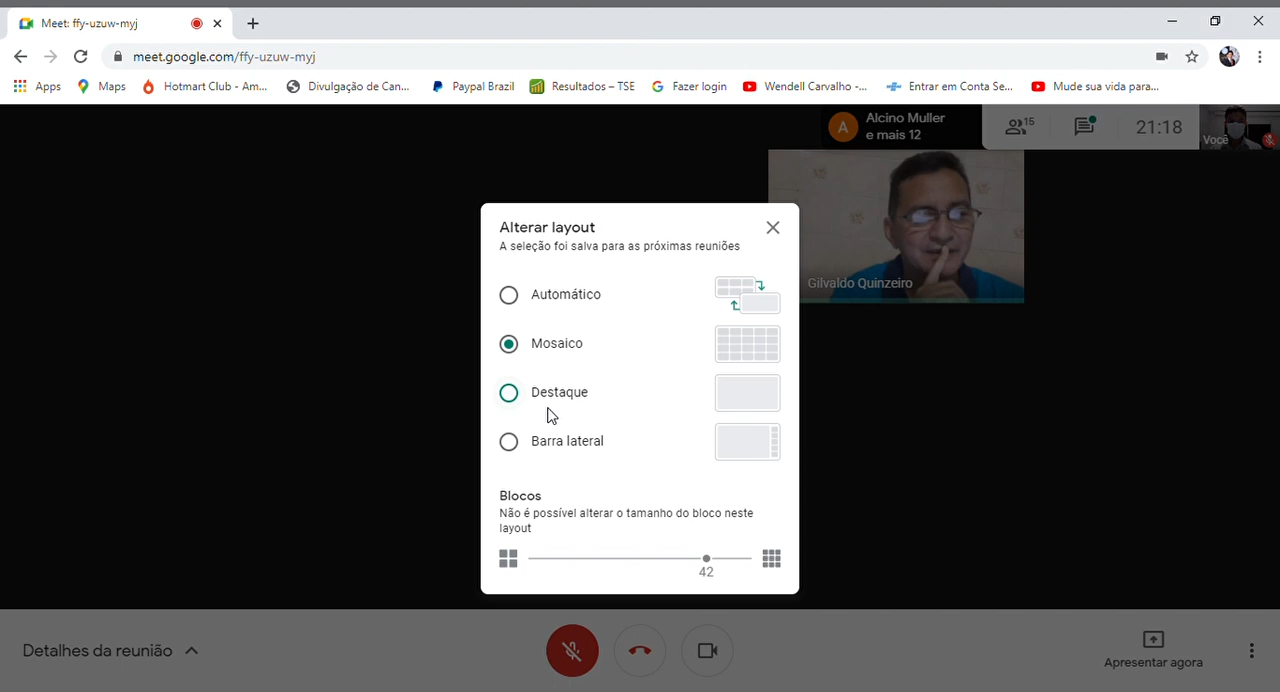 Meet: ffy-uzuw-myj
meet.google.com/ffy-uzuw-myj
Apps
Maps
Hotmart Club - Am...
Divulgação de Can...
Paypal Brazil
Resultados – TSE
Fazer login
Wendell Carvalho -...
Entrar em Conta Se...
Mude sua vida para...
A
Alcino Muller
e mais 12
15
21:18
Você
Gilvaldo Quinzeiro
Alterar layout
A seleção foi salva para as próximas reuniões
Automático
Mosaico
Destaque
Barra lateral
Blocos
Não é possível alterar o tamanho do bloco neste
layout
42
Detalhes da reunião
Apresentar agora